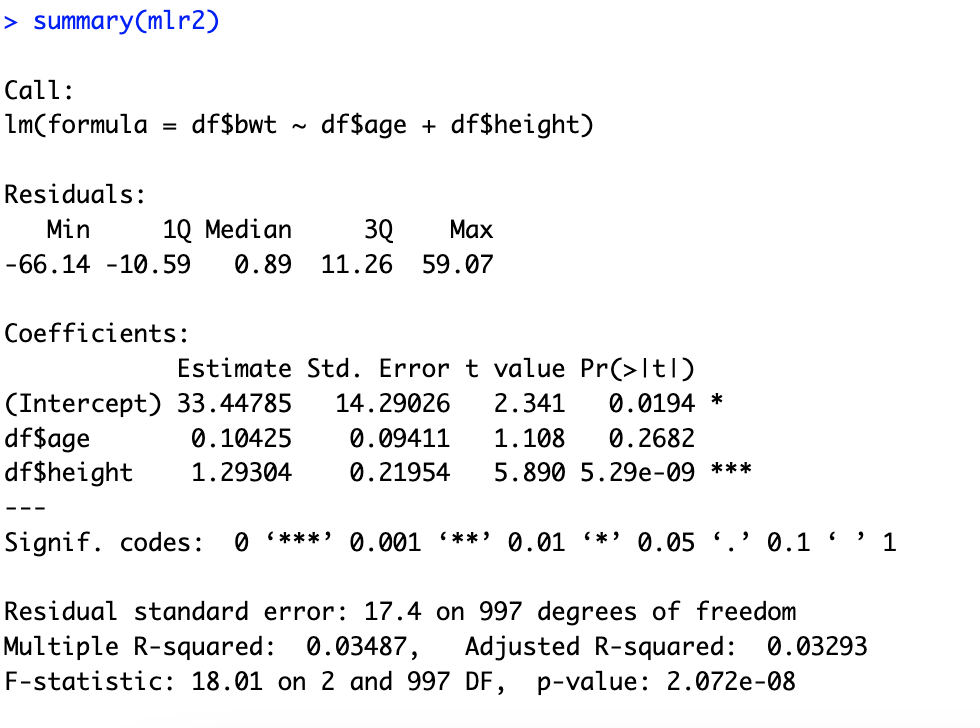 > summary(mlr2)
Call:
lm(formula = df$bwt ~ df$age + df$height)
Residuals:
   Min     1Q Median     3Q    Max
-66.14 -10.59   0.89  11.26  59.07
Coefficients:
            Estimate Std. Error t value Pr(>|t|)
(Intercept) 33.44785   14.29026   2.341   0.0194 *
df$age       0.10425    0.09411   1.108   0.2682
df$height    1.29304    0.21954   5.890 5.29e-09 ***
---
Signif. codes:  0 ‘***’ 0.001 ‘**’ 0.01 ‘*’ 0.05 ‘.’ 0.1 ‘ ’ 1
Residual standard error: 17.4 on 997 degrees of freedom
Multiple R-squared:  0.03487,	Adjusted R-squared:  0.03293
F-statistic: 18.01 on 2 and 997 DF,  p-value: 2.072e-08